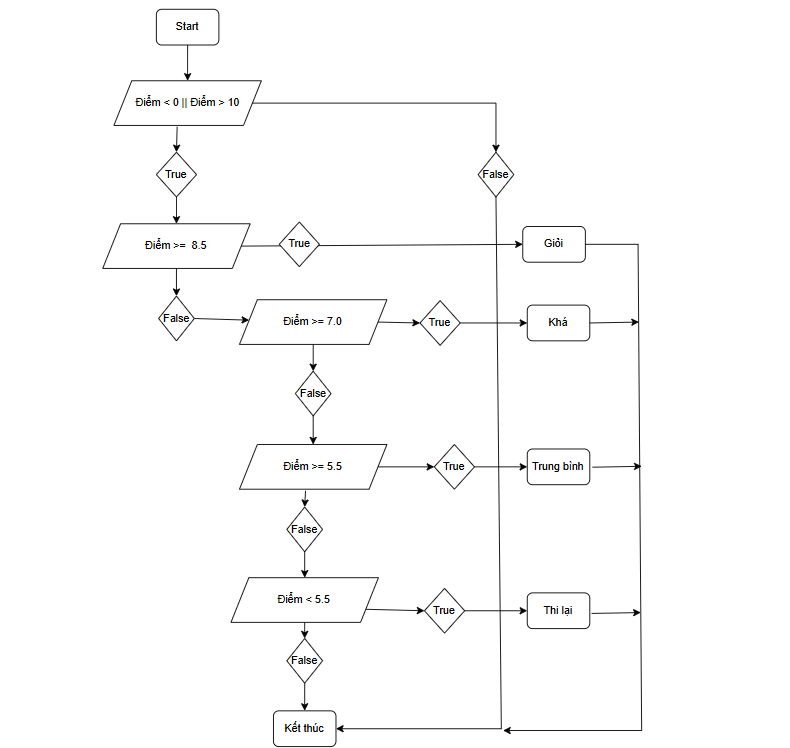 Start
Điểm < 0 || Điểm > 10
True
False
Điểm >=  8.5
True
Giỏi
False
Điểm >= 7.0
True
Khá
False
Điểm >= 5.5
True
Trung bình
False
Điểm < 5.5
True
Thi lại
False
Kết thúc